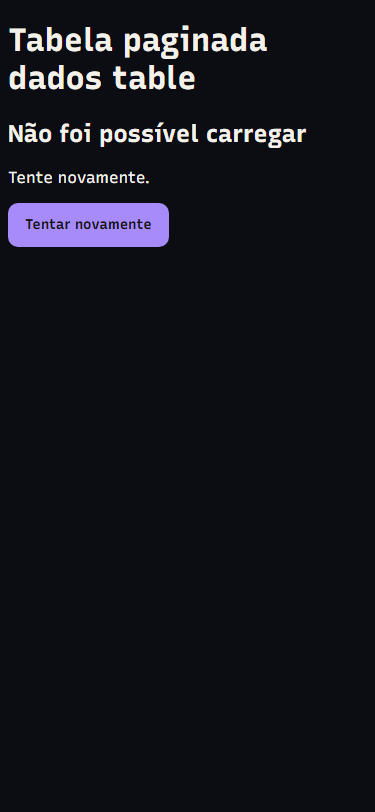 Tabela paginada
dados table
Não foi possível carregar
Tente novamente.
Tentar novamente